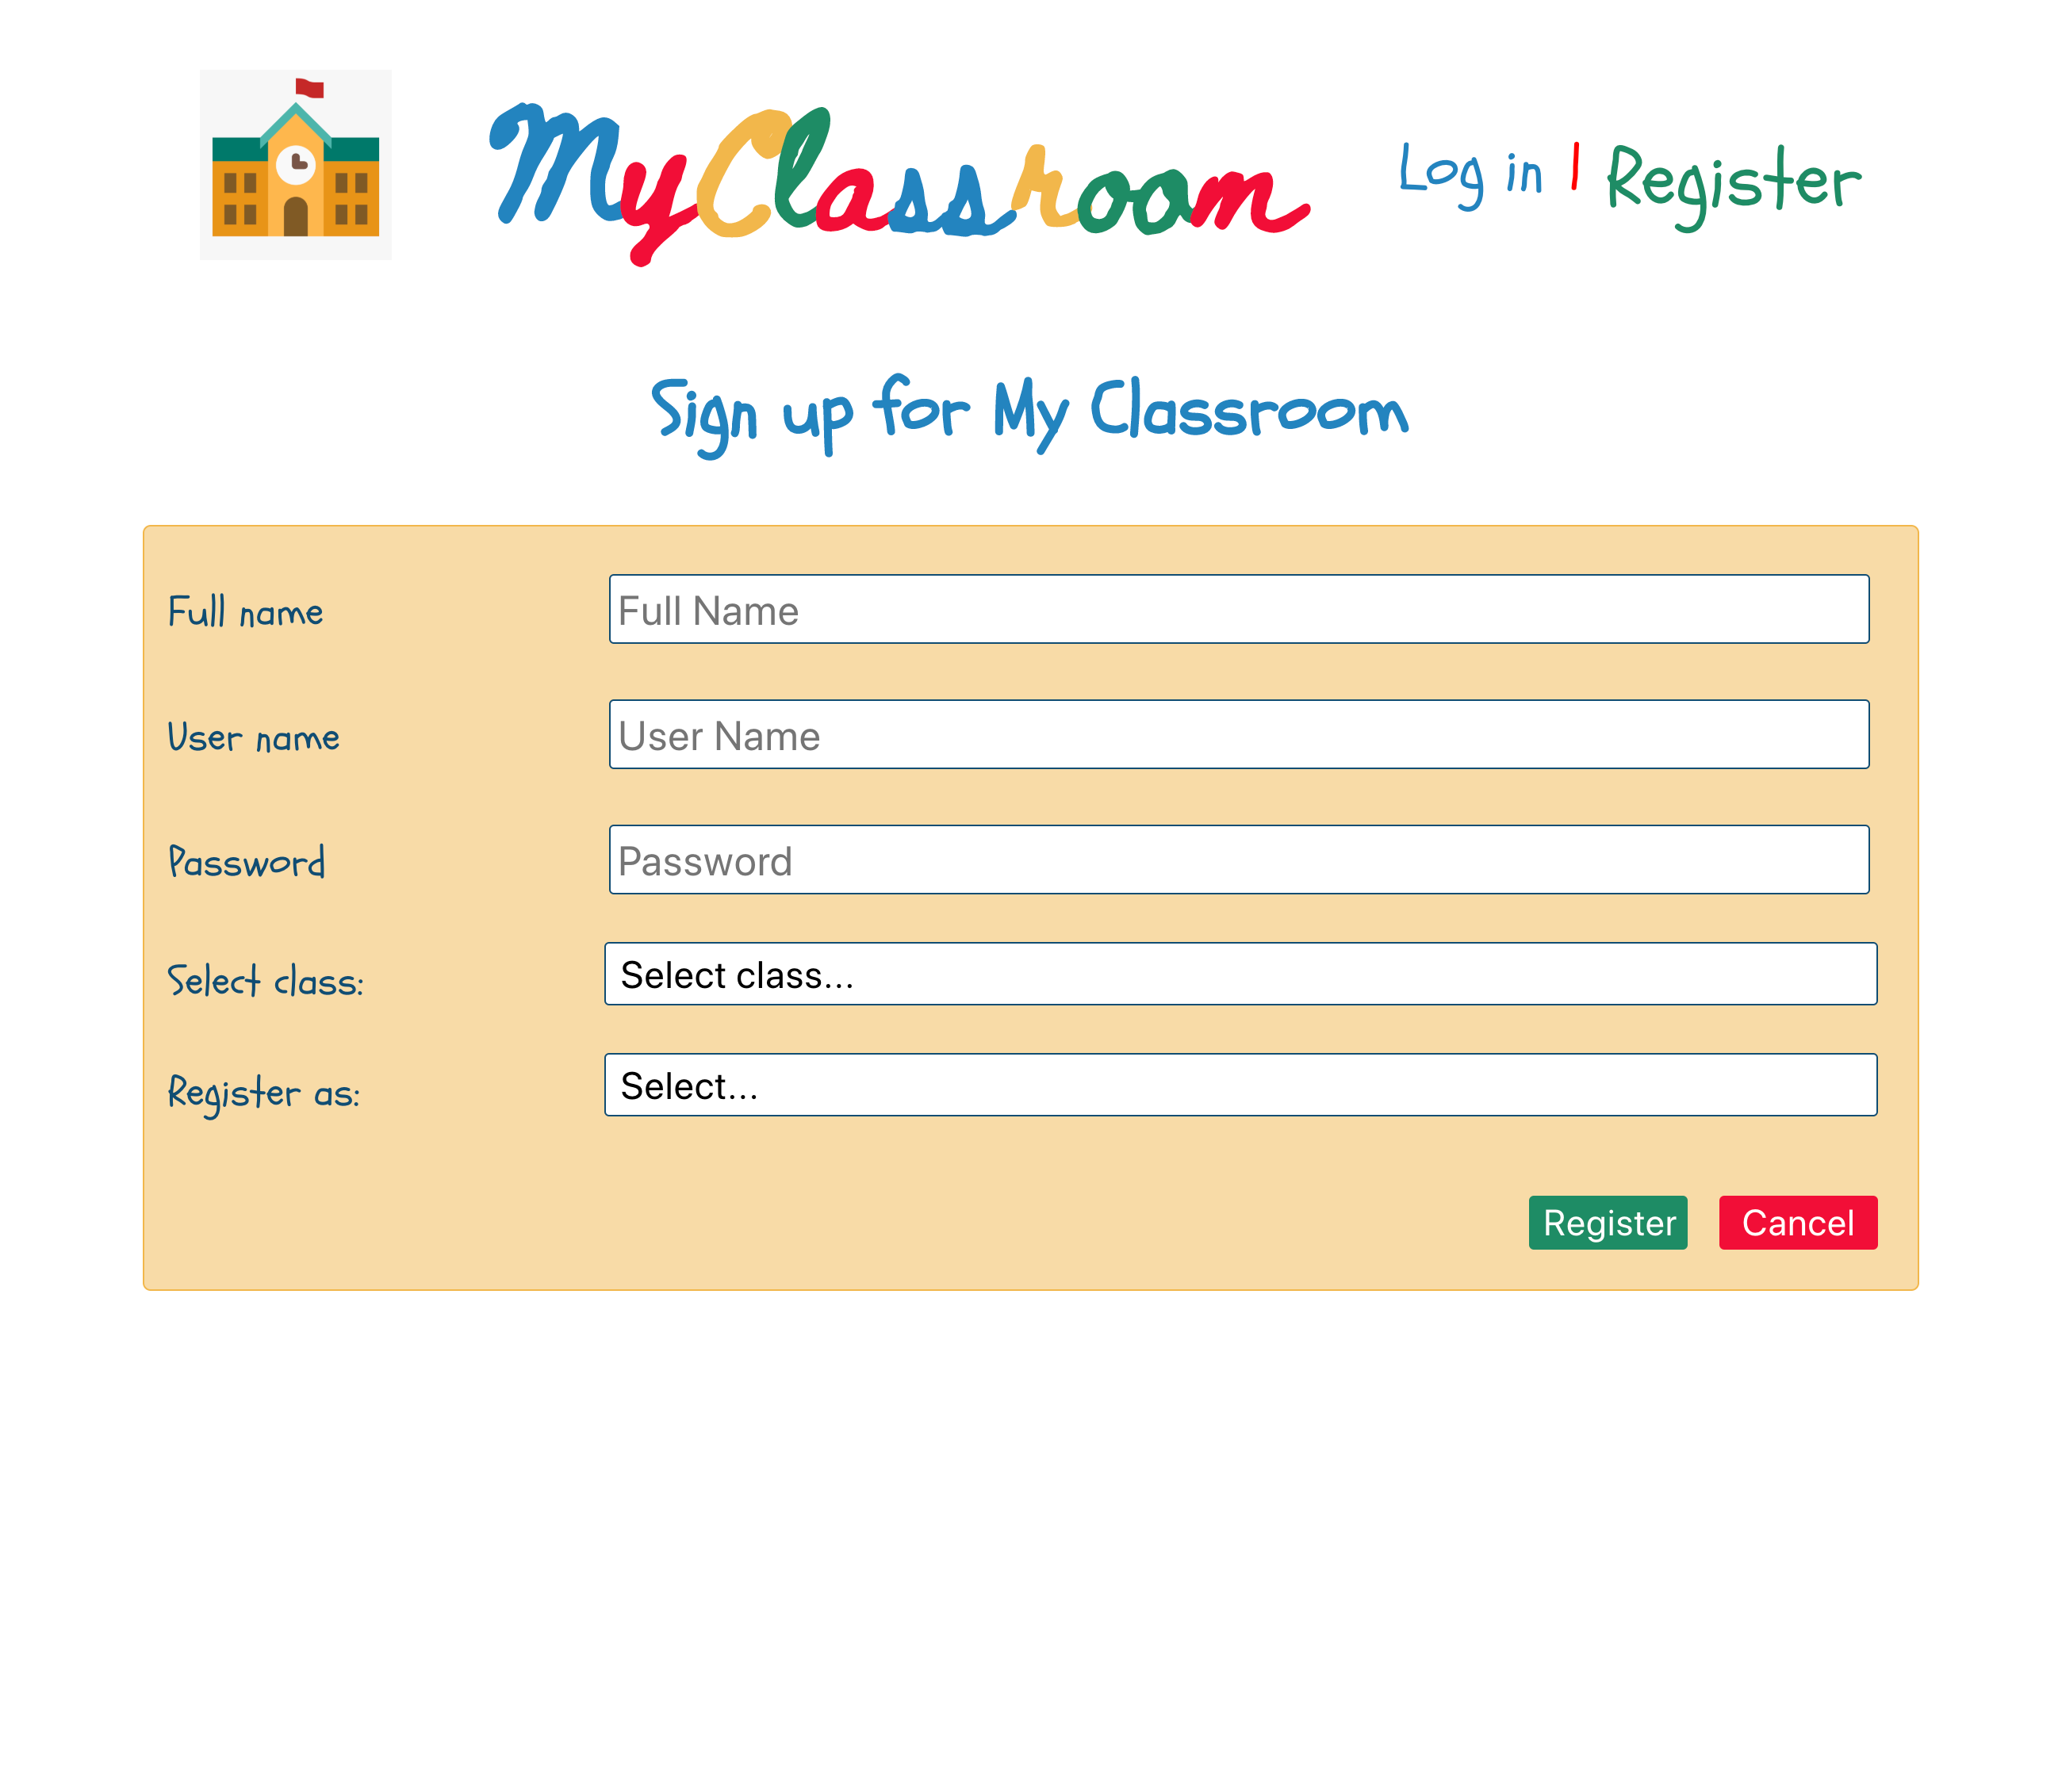 MyClassroom
Log in | Register
Sign up for My Classroom
Full name
Full Name
User name
User Name
Password
Password
Select class:
Select class...
Register as:
Select...
Register
Cancel